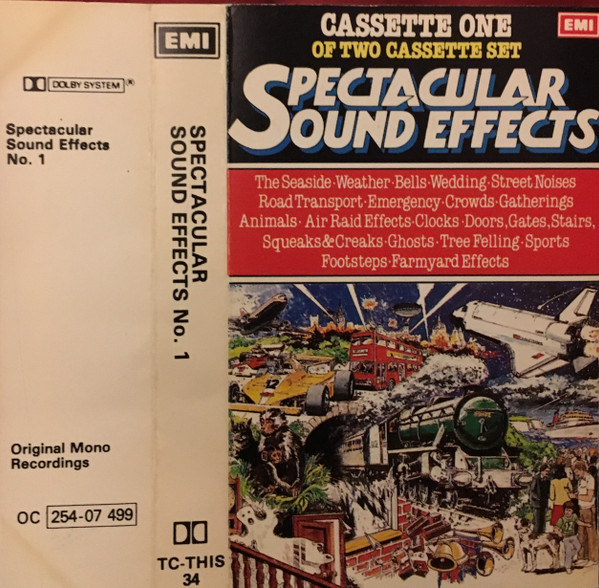 DOLBY SYSTEM®
Spectacular
Sound Effects
No. 1
Original Mono
Recordings
OC 254-07 499
EMI
SPECTACULAR
SOUND EFFECTS No. 1
TC-THIS
34
CASSETTE ONE
OF TWO CASSETTE SET
EMI
SPECTACULAR
SOUND EFFECTS
The Seaside·Weather·Bells·Wedding·Street Noises
Road Transport·Emergency·Crowds·Gatherings
Animals·Air Raid Effects·Clocks·Doors,Gates,Stairs,
Squeaks&Creaks·Ghosts·Tree Felling·Sports
Footsteps·Farmyard Effects
12